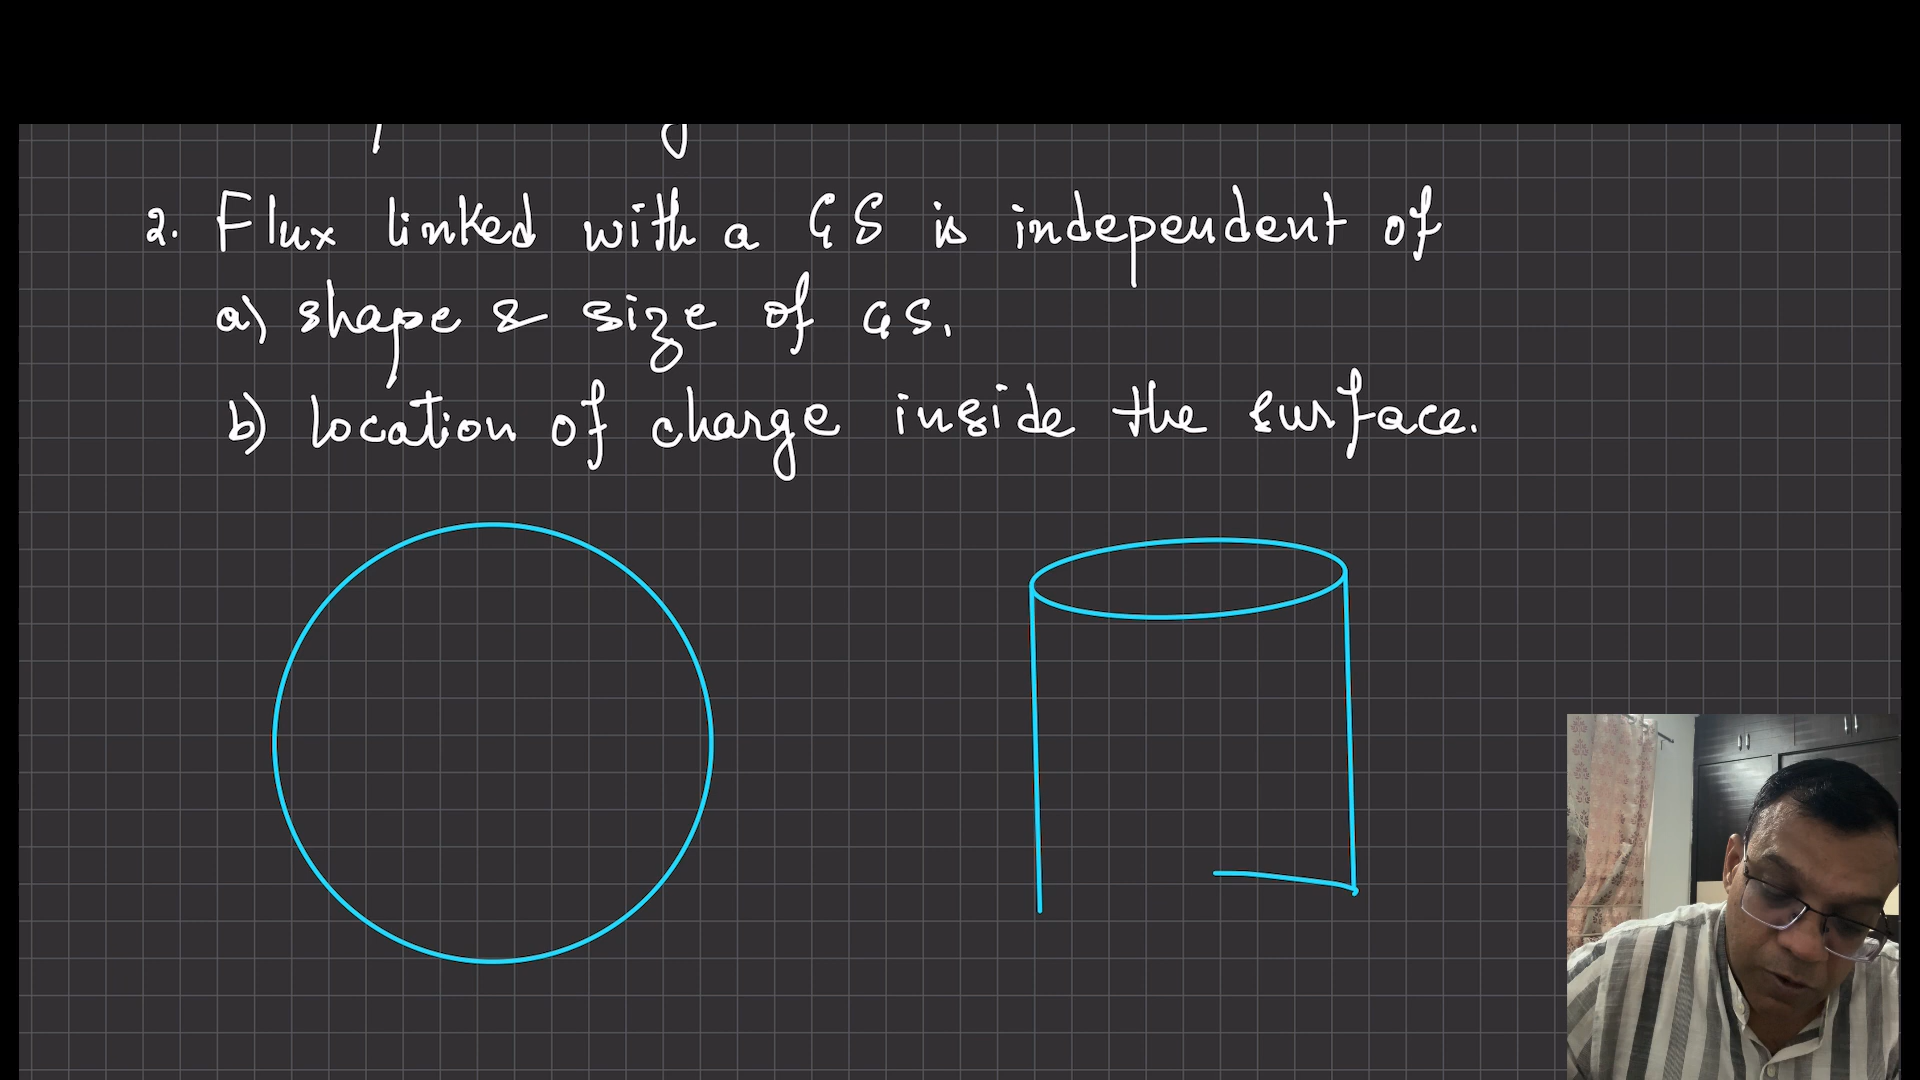 2. Flux linked with a GS is independent of
a) shape & size of GS.
b) location of charge inside the surface.